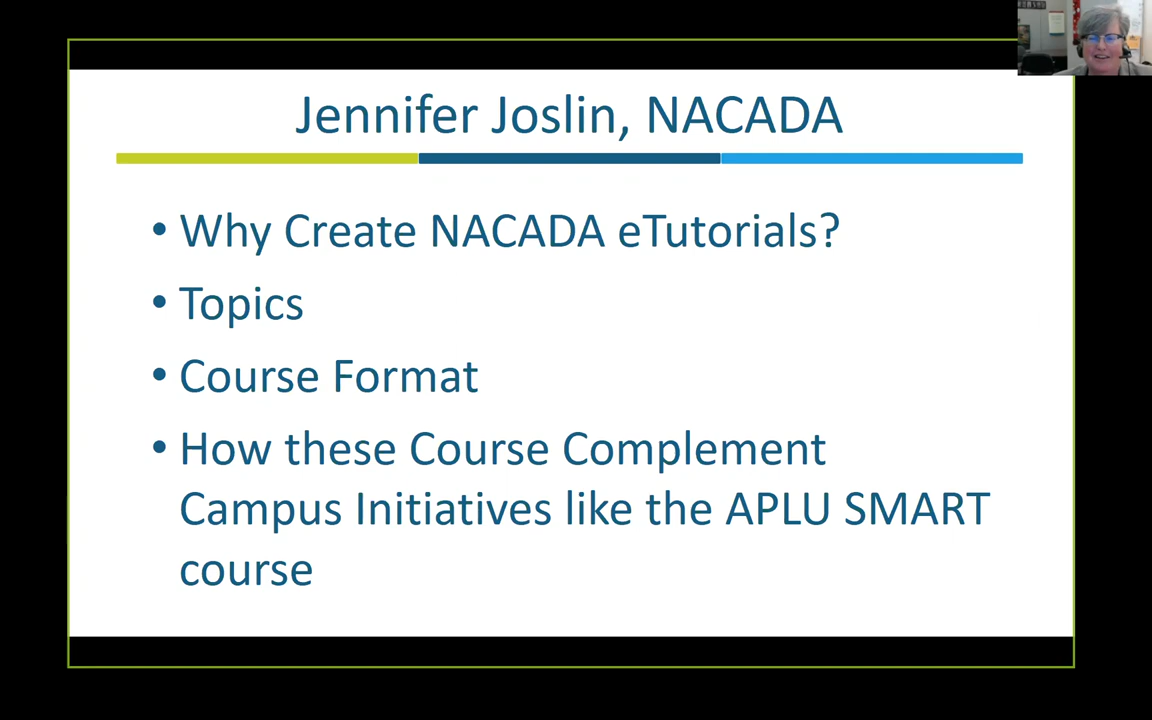 Jennifer Joslin, NACADA
• Why Create NACADA eTutorials?
• Topics
• Course Format
• How these Course Complement
Campus Initiatives like the APLU SMART
course